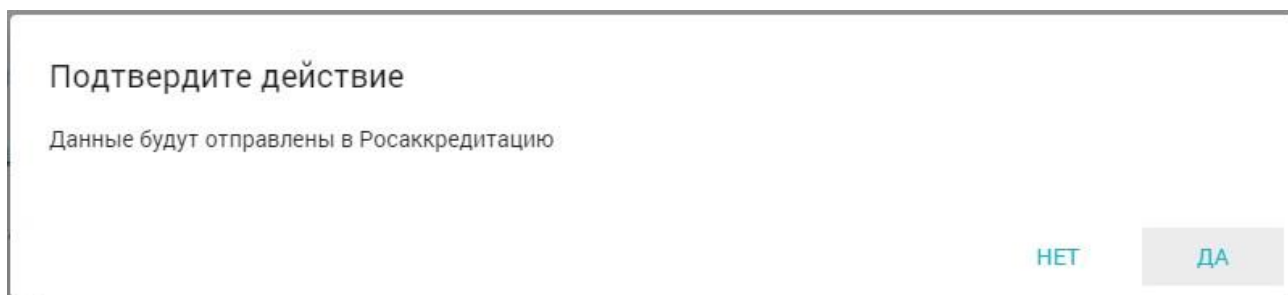 Подтвердите действие
Данные будут отправлены в Росаккредитацию
НЕТ ДА